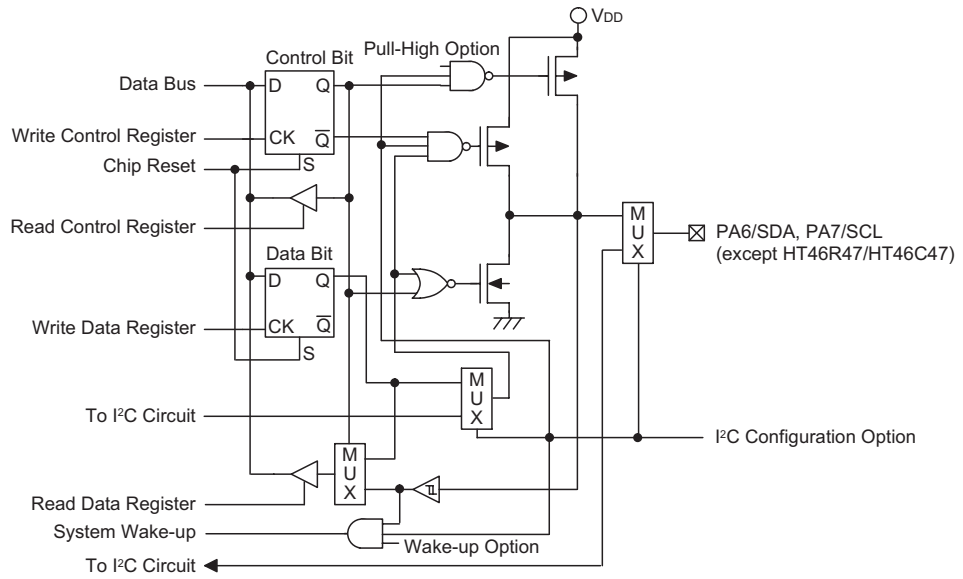 VDD
Pull-High Option
Control Bit
Data Bus
D
Q
Write Control Register
CK
Q
Chip Reset
S
Read Control Register
M
U
X
PA6/SDA, PA7/SCL
(except HT46R47/HT46C47)
Data Bit
D
Q
Write Data Register
CK
Q
S
M
U
X
To I²C Circuit
I²C Configuration Option
M
U
X
Read Data Register
System Wake-up
Wake-up Option
To I²C Circuit